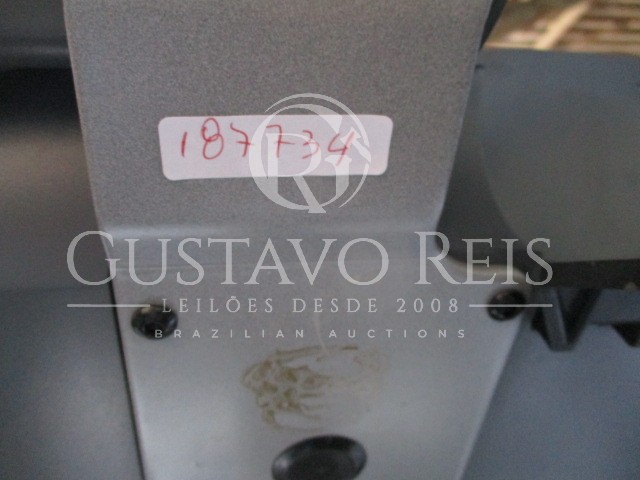 187734
R
GUSTAVO REIS
LEILÕES DESDE 2008
BRAZILIAN AUCTIONS